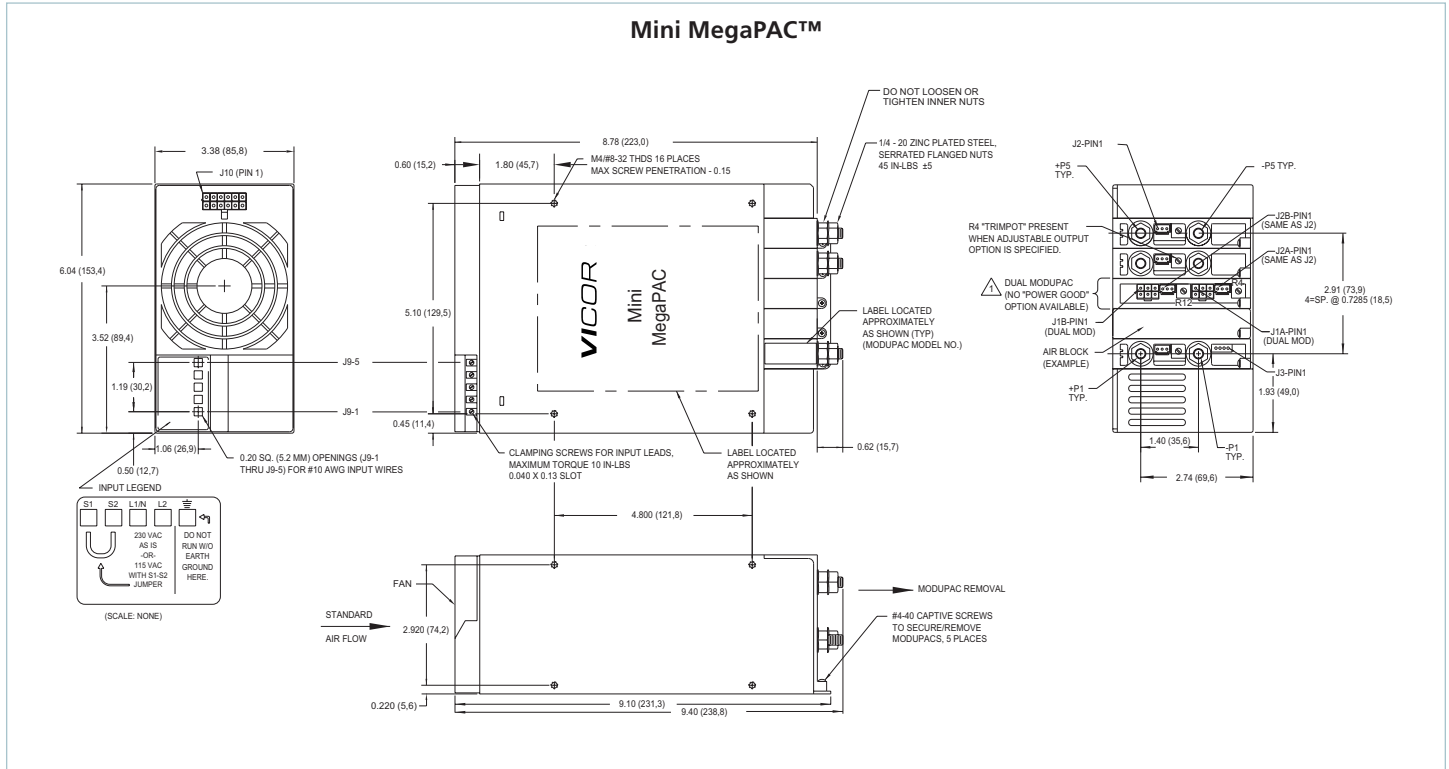 Mini MegaPAC™
DO NOT LOOSEN OR
TIGHTEN INNER NUTS
8.78 (223,0)
3.38 (85,8)
0.60 (15,2)
1.80 (45,7)
M4/#8-32 THDS 16 PLACES
MAX SCREW PENETRATION - 0.15
1/4 - 20 ZINC PLATED STEEL,
SERRATED FLANGED NUTS
45 IN-LBS ±5
J2-PIN1
+P5
TYP.
-P5 TYP.
J10 (PIN 1)
J2B-PIN1
(SAME AS J2)
R4 "TRIMPOT" PRESENT
WHEN ADJUSTABLE OUTPUT
OPTION IS SPECIFIED.
J2A-PIN1
(SAME AS J2)
6.04 (153,4)
3.52 (89,4)
5.10 (129,5)
VICOR
Mini
MegaPAC
1
DUAL MODUPAC
(NO "POWER GOOD"
OPTION AVAILABLE)
R4
R12
2.91 (73,9)
4=SP. @ 0.7285 (18,5)
LABEL LOCATED
APPROXIMATELY
AS SHOWN (TYP)
(MODUPAC MODEL NO.)
J1B-PIN1
(DUAL MOD)
J1A-PIN1
(DUAL MOD)
AIR BLOCK
(EXAMPLE)
J3-PIN1
+P1
TYP.
1.93 (49,0)
J9-5
1.19 (30,2)
J9-1
0.45 (11,4)
1.06 (26,9)
0.50 (12,7)
0.20 SQ. (5.2 MM) OPENINGS (J9-1
THRU J9-5) FOR #10 AWG INPUT WIRES
CLAMPING SCREWS FOR INPUT LEADS,
MAXIMUM TORQUE 10 IN-LBS
0.040 X 0.13 SLOT
LABEL LOCATED
APPROXIMATELY
AS SHOWN
0.62 (15,7)
1.40 (35,6)
-P1
TYP.
2.74 (69,6)
INPUT LEGEND
S1 S2 L1/N L2
230 VAC
AS IS
-OR-
115 VAC
WITH S1-S2
JUMPER
DO NOT
RUN W/O
EARTH
GROUND
HERE.
(SCALE: NONE)
4.800 (121,8)
FAN
STANDARD
AIR FLOW
2.920 (74,2)
MODUPAC REMOVAL
#4-40 CAPTIVE SCREWS
TO SECURE/REMOVE
MODUPACS, 5 PLACES
0.220 (5,6)
9.10 (231,3)
9.40 (238,8)